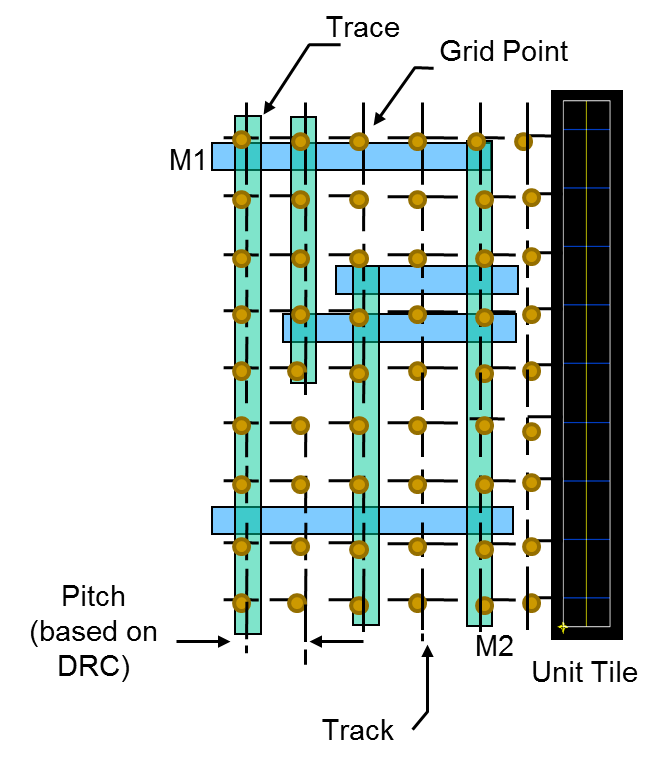 Trace
Grid Point
M1
Pitch
(based on
DRC)
M2
Unit Tile
Track